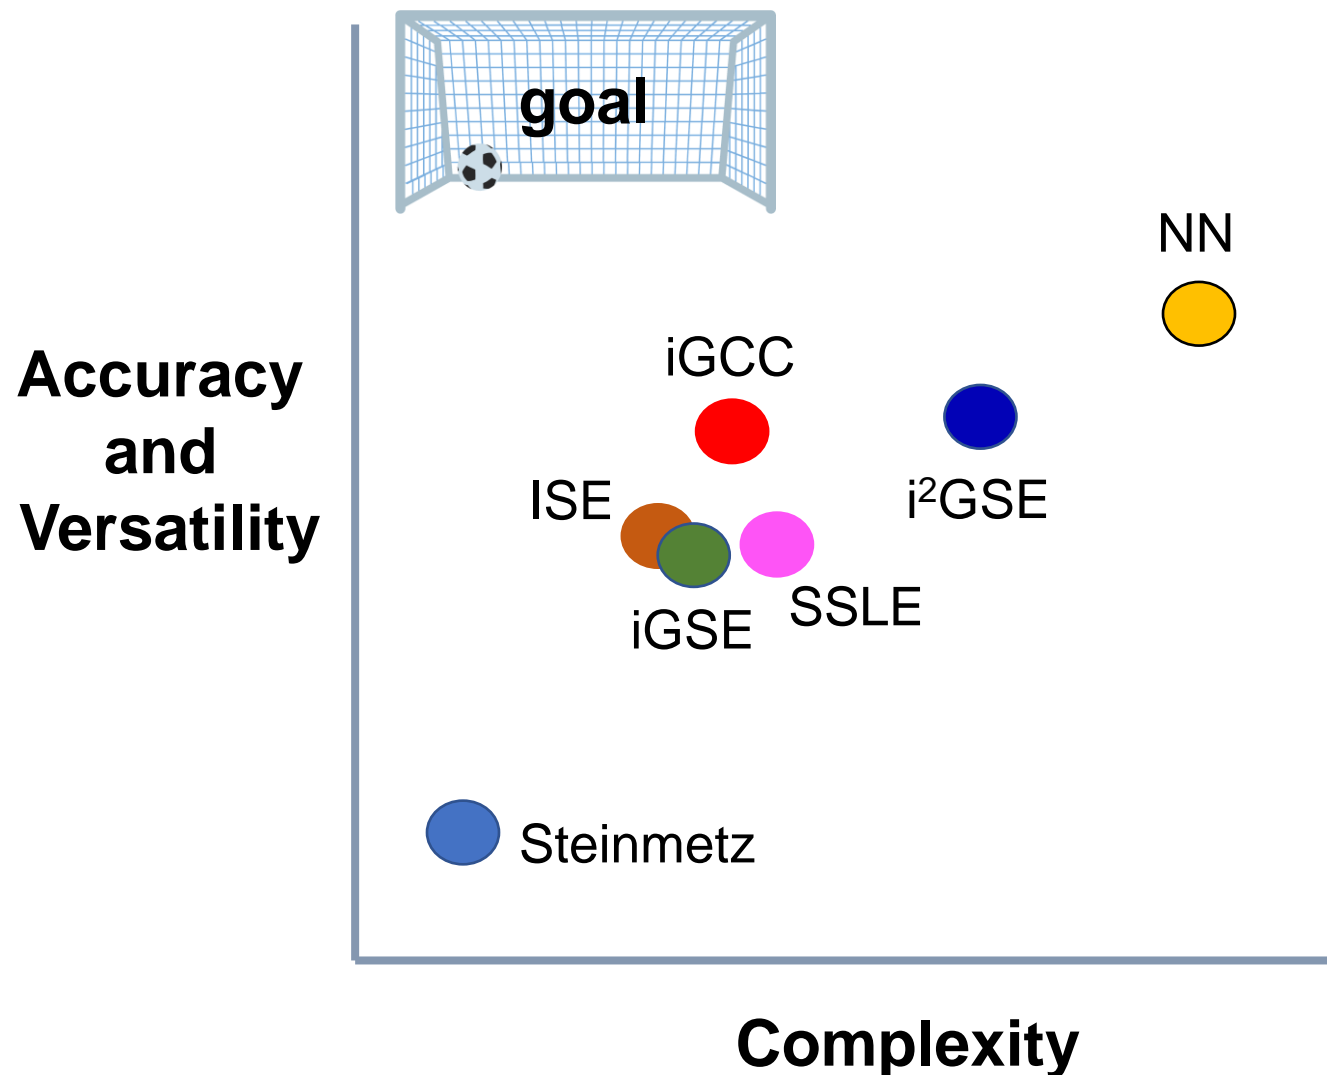 goal
NN
iGCC
Accuracy
and
Versatility
ISE
i²GSE
SSLE
iGSE
Steinmetz
Complexity